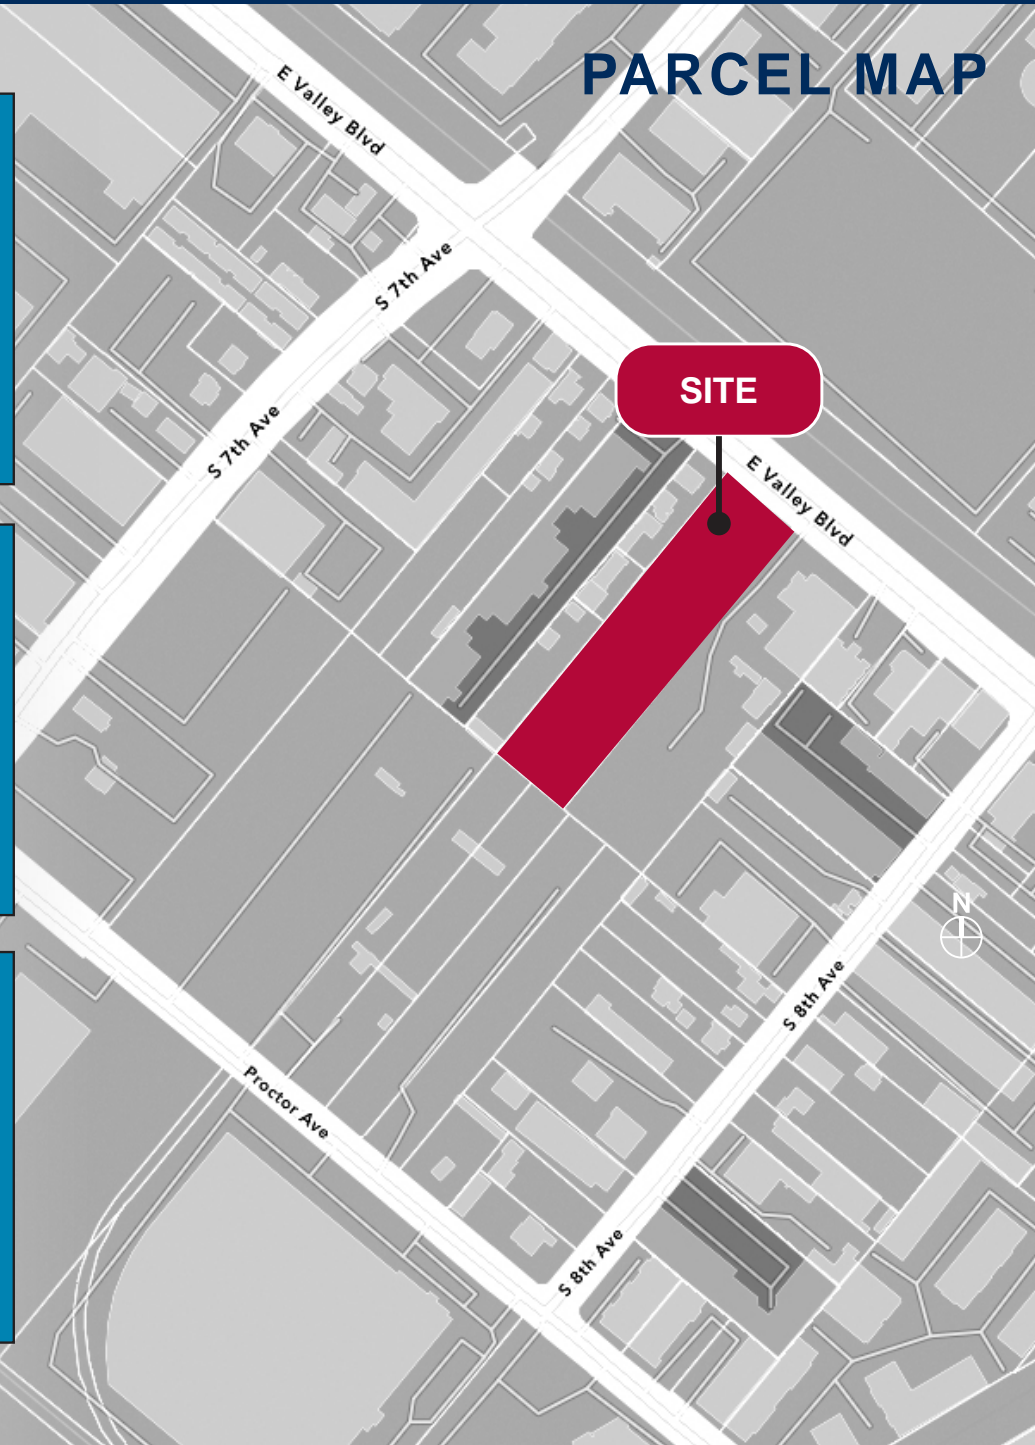 PARCEL MAP
E Valley Blvd
S 7th Ave
SITE
S 7th Ave
E Valley Blvd
N
S 8th Ave
Proctor Ave
S 8th Ave